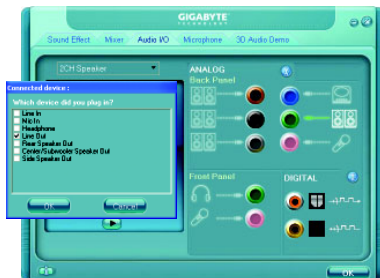 GIGABYTE
TECHNOLOGY
Sound Effect Mixer Audio I/O Microphone 3D Audio Demo
2CH Speaker
ANALOG
Back Panel
Connected device :
Which device did you plug in?
Line In
Mic In
Headphone
Line Out
Rear Speaker Out
Center/Subwoofer Speaker Out
Side Speaker Out
OK Cancel
Front Panel
DIGITAL
OK